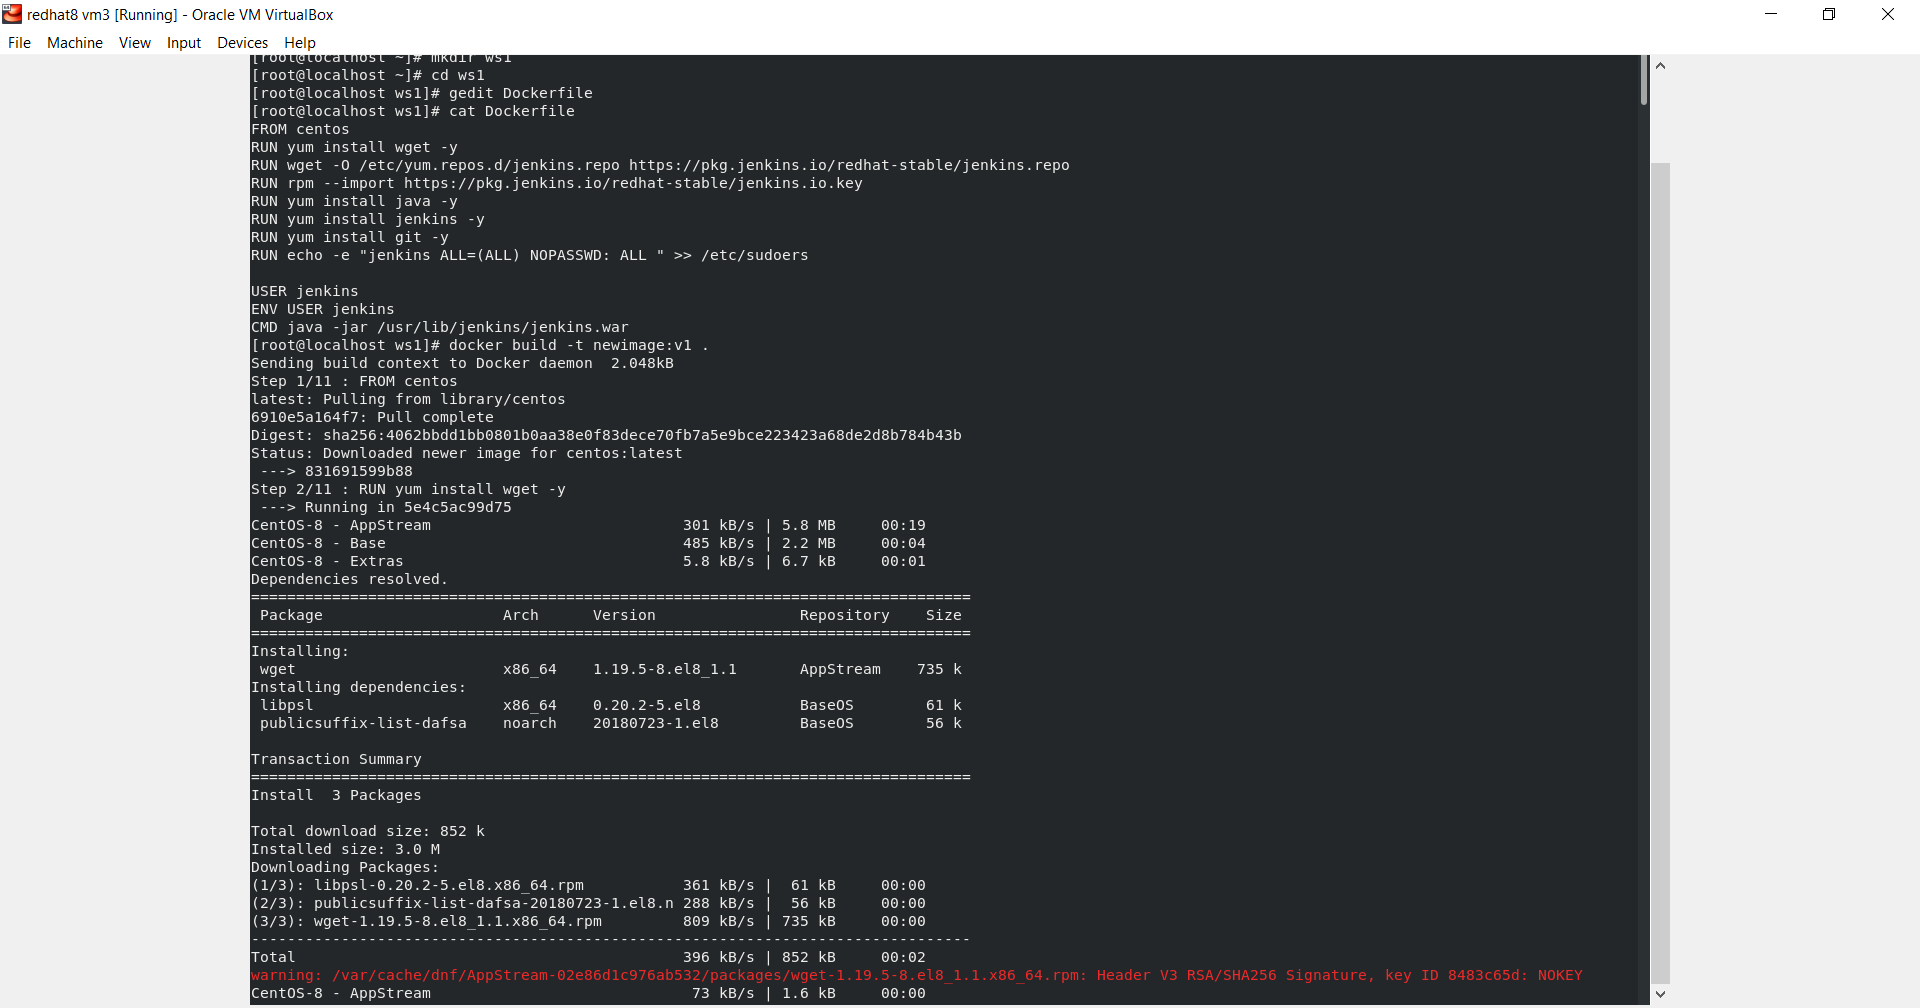 redhat8 vm3 [Running] - Oracle VM VirtualBox
File Machine View Input Devices Help
[root@localhost ~]# mkdir ws1
[root@localhost ~]# cd ws1
[root@localhost ws1]# gedit Dockerfile
[root@localhost ws1]# cat Dockerfile
FROM centos
RUN yum install wget -y
RUN wget -O /etc/yum.repos.d/jenkins.repo https://pkg.jenkins.io/redhat-stable/jenkins.repo
RUN rpm --import https://pkg.jenkins.io/redhat-stable/jenkins.io.key
RUN yum install java -y
RUN yum install jenkins -y
RUN yum install git -y
RUN echo -e "jenkins ALL=(ALL) NOPASSWD: ALL " >> /etc/sudoers
USER jenkins
ENV USER jenkins
CMD java -jar /usr/lib/jenkins/jenkins.war
[root@localhost ws1]# docker build -t newimage:v1 .
Sending build context to Docker daemon  2.048kB
Step 1/11 : FROM centos
latest: Pulling from library/centos
6910e5a164f7: Pull complete
Digest: sha256:4062bbdd1bb0801b0aa38e0f83dece70fb7a5e9bce223423a68de2d8b784b43b
Status: Downloaded newer image for centos:latest
 ---> 831691599b88
Step 2/11 : RUN yum install wget -y
 ---> Running in 5e4c5ac99d75
CentOS-8 - AppStream                            301 kB/s | 5.8 MB     00:19
CentOS-8 - Base                                 485 kB/s | 2.2 MB     00:04
CentOS-8 - Extras                               5.8 kB/s | 6.7 kB     00:01
Dependencies resolved.
================================================================================
 Package                    Arch      Version                Repository    Size
================================================================================
Installing:
 wget                       x86_64    1.19.5-8.el8_1.1       AppStream    735 k
Installing dependencies:
 libpsl                     x86_64    0.20.2-5.el8           BaseOS        61 k
 publicsuffix-list-dafsa    noarch    20180723-1.el8         BaseOS        56 k
Transaction Summary
================================================================================
Install  3 Packages
Total download size: 852 k
Installed size: 3.0 M
Downloading Packages:
(1/3): libpsl-0.20.2-5.el8.x86_64.rpm           361 kB/s |  61 kB     00:00
(2/3): publicsuffix-list-dafsa-20180723-1.el8.n 288 kB/s |  56 kB     00:00
(3/3): wget-1.19.5-8.el8_1.1.x86_64.rpm         809 kB/s | 735 kB     00:00
--------------------------------------------------------------------------------
Total                                           396 kB/s | 852 kB     00:02
warning: /var/cache/dnf/AppStream-02e86d1c976ab532/packages/wget-1.19.5-8.el8_1.1.x86_64.rpm: Header V3 RSA/SHA256 Signature, key ID 8483c65d: NOKEY
CentOS-8 - AppStream                             73 kB/s | 1.6 kB     00:00